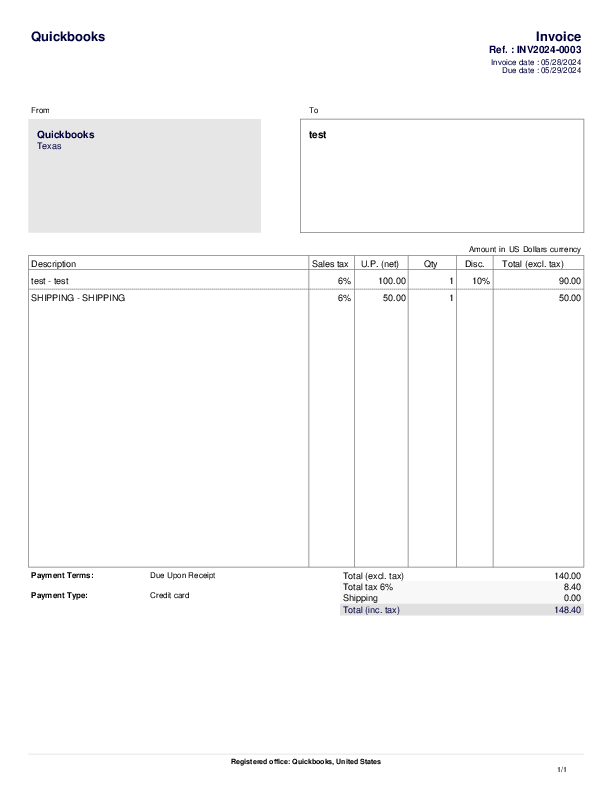 Quickbooks
Invoice
Ref. : INV2024-0003
Invoice date : 05/28/2024
Due date : 05/29/2024
From
To
Quickbooks
Texas
test
Amount in US Dollars currency
Description Sales tax U.P. (net) Qty Disc. Total (excl. tax)
test - test 6% 100.00 1 10% 90.00
SHIPPING - SHIPPING 6% 50.00 1 50.00
Payment Terms: Due Upon Receipt
Payment Type: Credit card
Total (excl. tax) 140.00
Total tax 6% 8.40
Shipping 0.00
Total (inc. tax) 148.40
Registered office: Quickbooks, United States
1/1